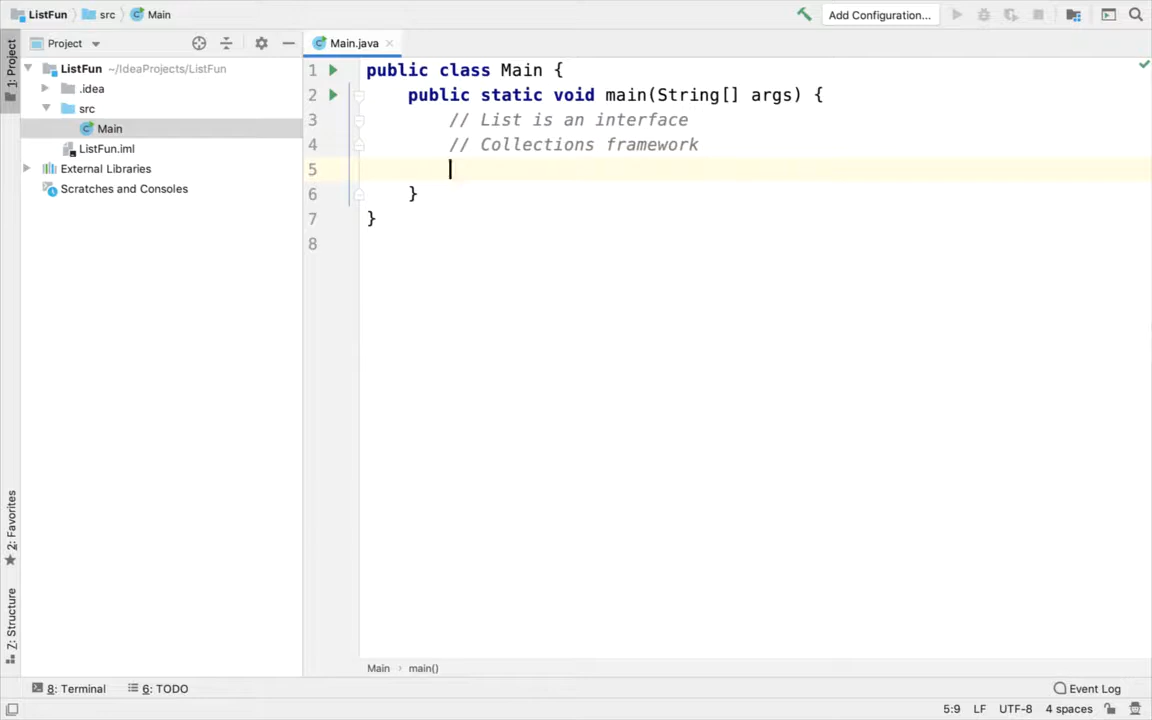 ListFun src Main
Add Configuration...
1: Project
Project
Main.java
ListFun ~/IdeaProjects/ListFun
.idea
src
Main
ListFun.iml
External Libraries
Scratches and Consoles
1 public class Main {
2 public static void main(String[] args) {
3 // List is an interface
4 // Collections framework
5
6 }
7 }
8
2: Favorites
Z: Structure
Main › main()
8: Terminal 6: TODO Event Log
5:9 LF UTF-8 4 spaces